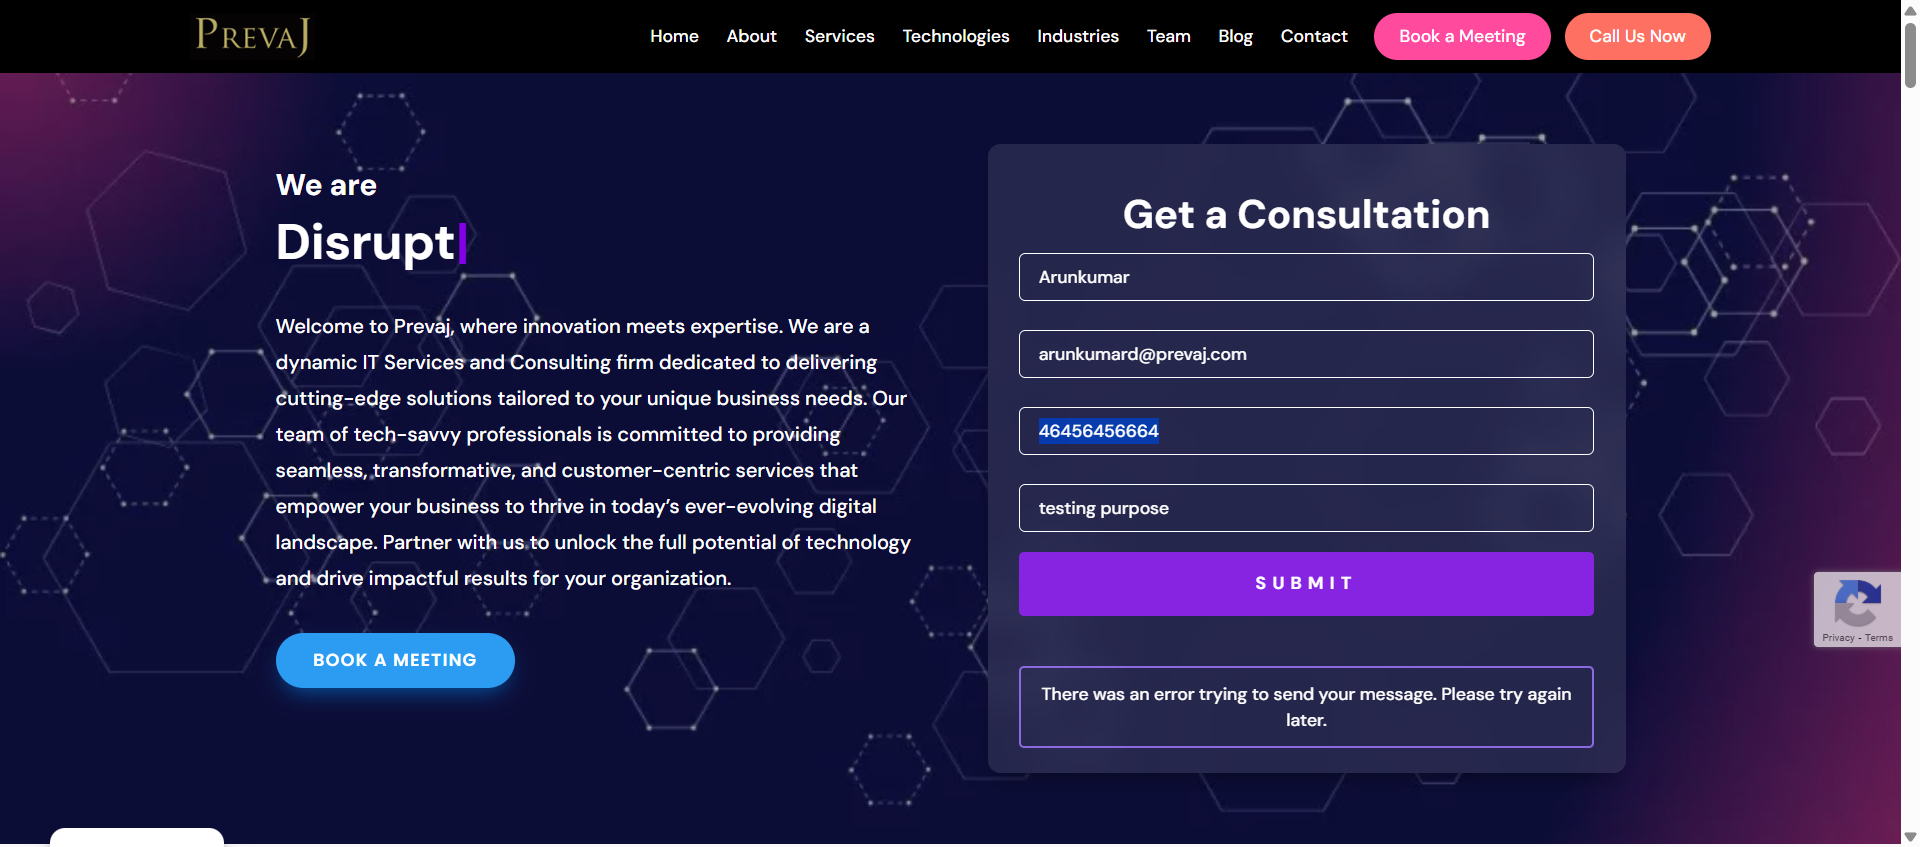 PREVAJ
Home About Services Technologies Industries Team Blog Contact Book a Meeting Call Us Now
We are
Disrupt
Welcome to Prevaj, where innovation meets expertise. We are a
dynamic IT Services and Consulting firm dedicated to delivering
cutting-edge solutions tailored to your unique business needs. Our
team of tech-savvy professionals is committed to providing
seamless, transformative, and customer-centric services that
empower your business to thrive in today’s ever-evolving digital
landscape. Partner with us to unlock the full potential of technology
and drive impactful results for your organization.
BOOK A MEETING
Get a Consultation
Arunkumar
arunkumard@prevaj.com
46456456664
testing purpose
SUBMIT
There was an error trying to send your message. Please try again
later.
Privacy - Terms